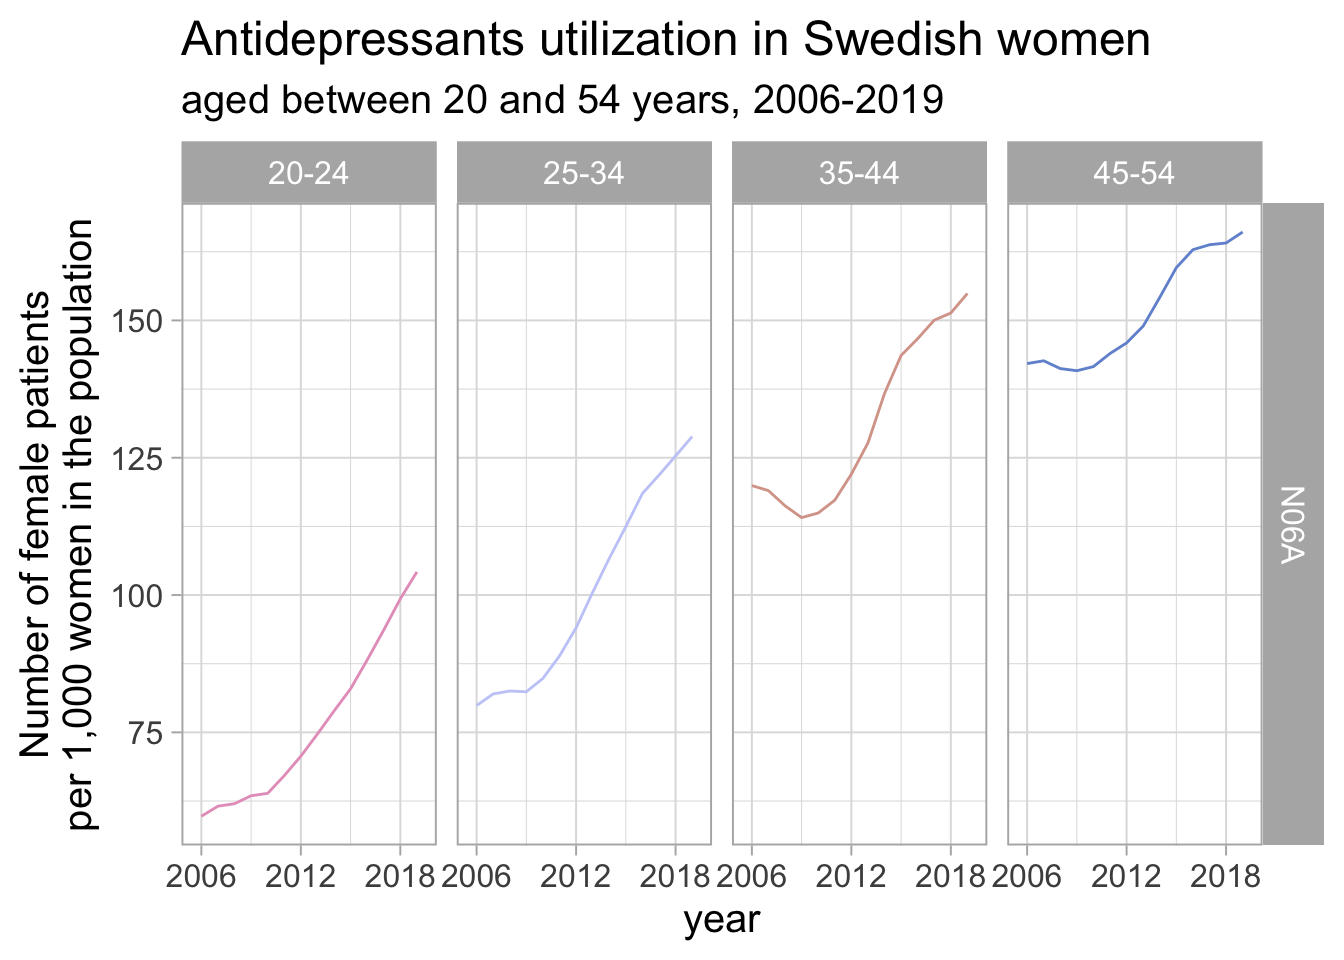 Antidepressants utilization in Swedish women
aged between 20 and 54 years, 2006-2019
20-24
25-34
35-44
45-54
Number of female patients
per 1,000 women in the population
150
125
100
75
N06A
2006 2012 2018
2006 2012 2018
2006 2012 2018
2006 2012 2018
year